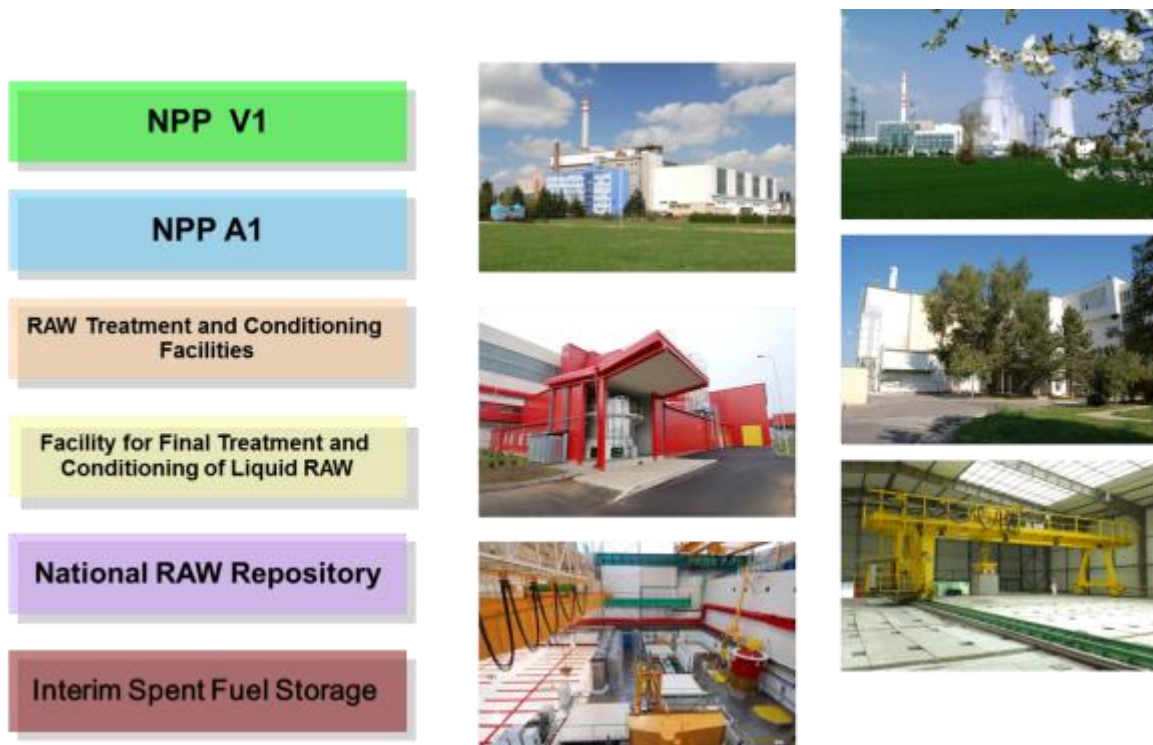 NPP V1
NPP A1
RAW Treatment and Conditioning
Facilities
Facility for Final Treatment and
Conditioning of Liquid RAW
National RAW Repository
Interim Spent Fuel Storage